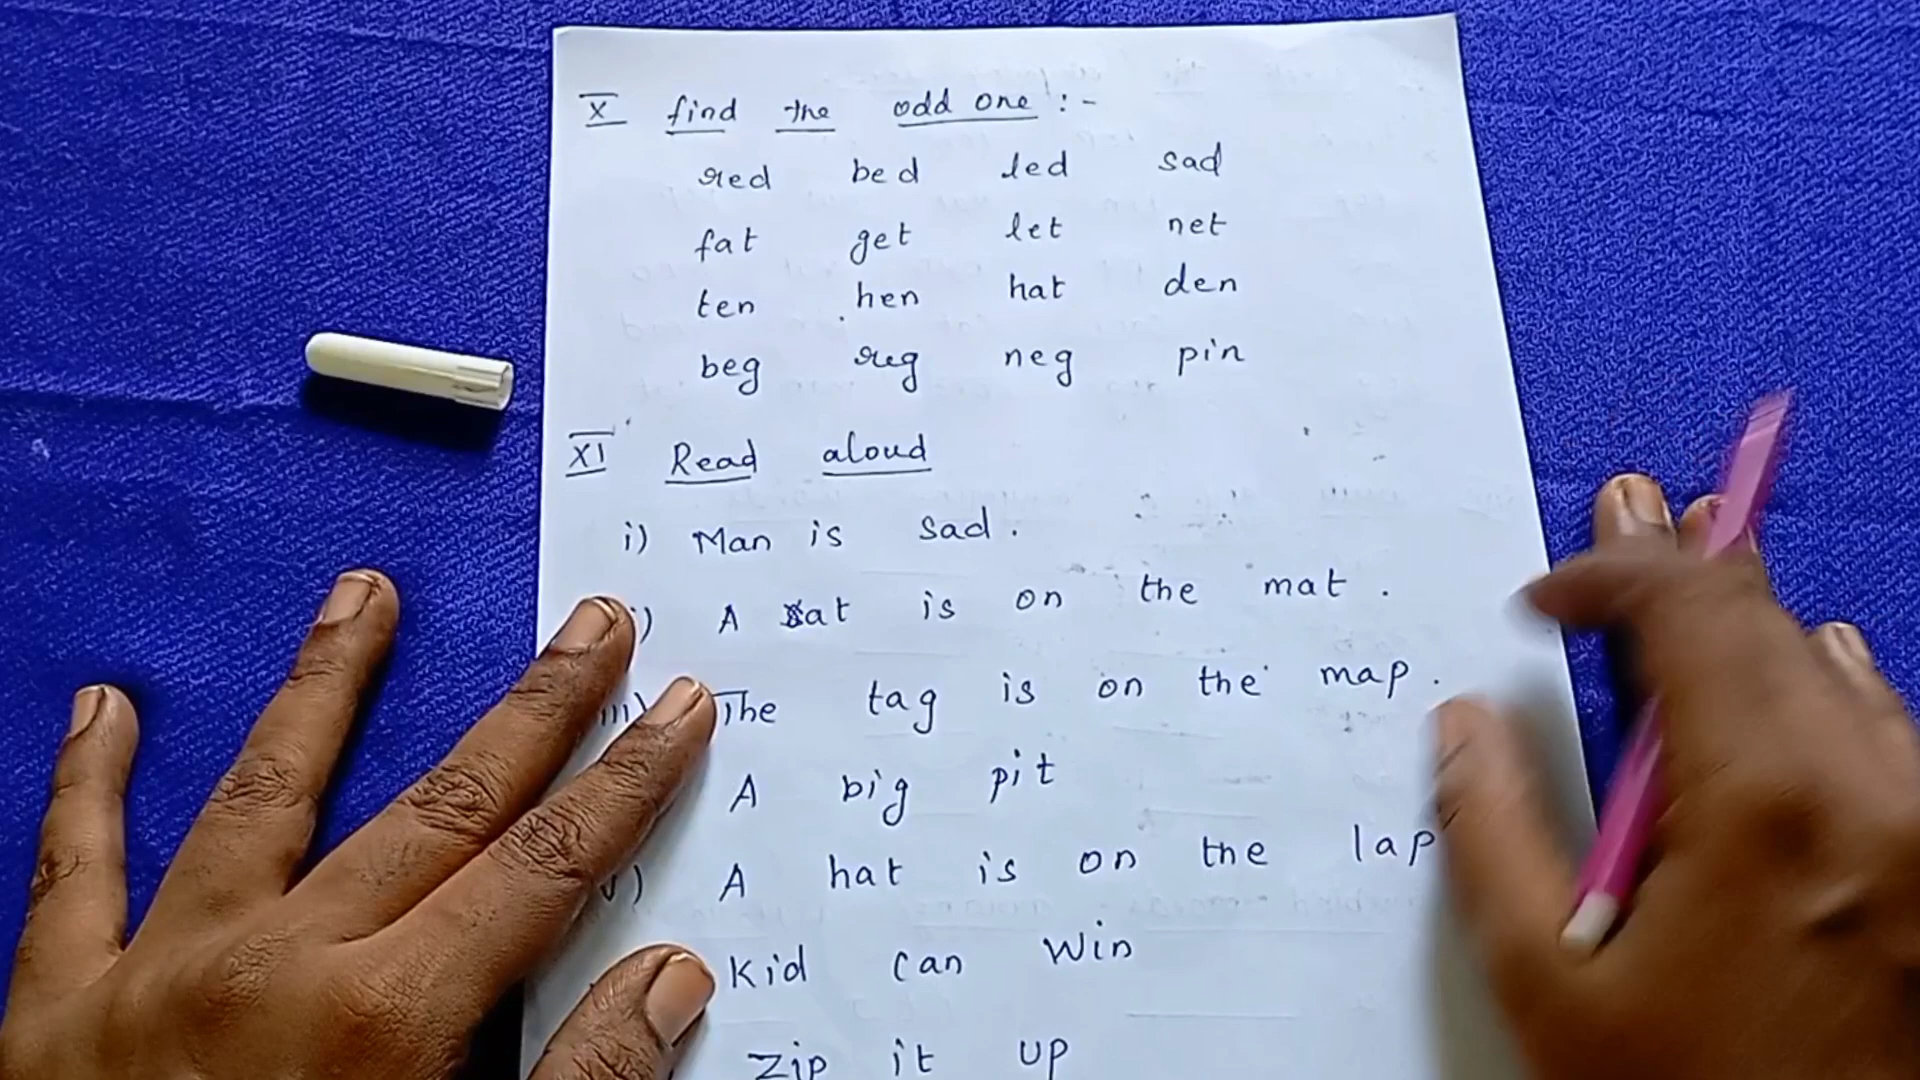 X find the odd one :-
red bed led sad
fat get let net
ten hen hat den
beg reg neg pin
XI Read aloud
i) Man is sad.
A at is on the mat.
iii) The tag is on the map.
A big pit
v) A hat is on the lap
Kid can win
Zip it up